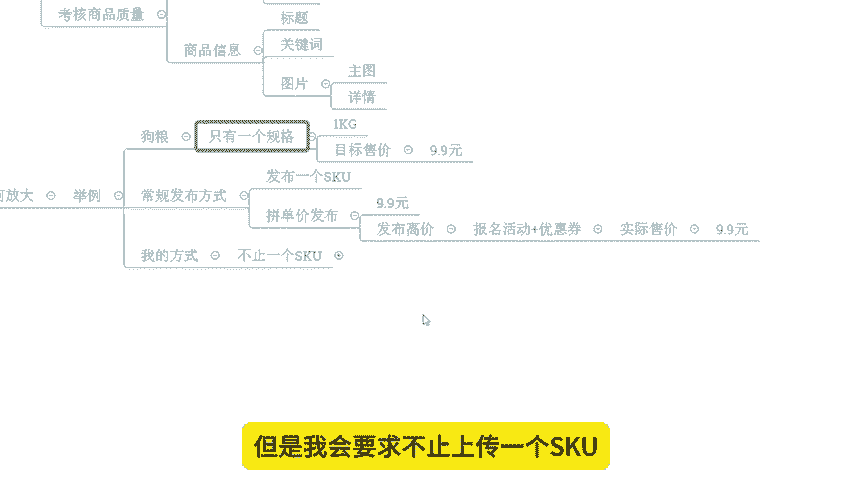 考核商品质量
标题
商品信息
关键词
图片
主图
详情
狗粮
只有一个规格
1KG
目标售价
9.9元
何放大
举例
常规发布方式
发布一个SKU
拼单价发布
9.9元
发布高价
报名活动+优惠券
实际售价
9.9元
我的方式
不止一个SKU
但是我会要求不止上传一个SKU